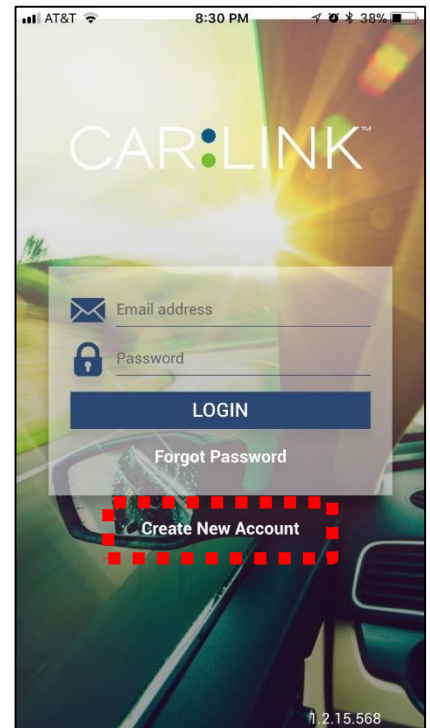 AT&T 8:30 PM 38%
CAR:LINK™
Email address
Password
LOGIN
Forgot Password
Create New Account
1.2.15.568